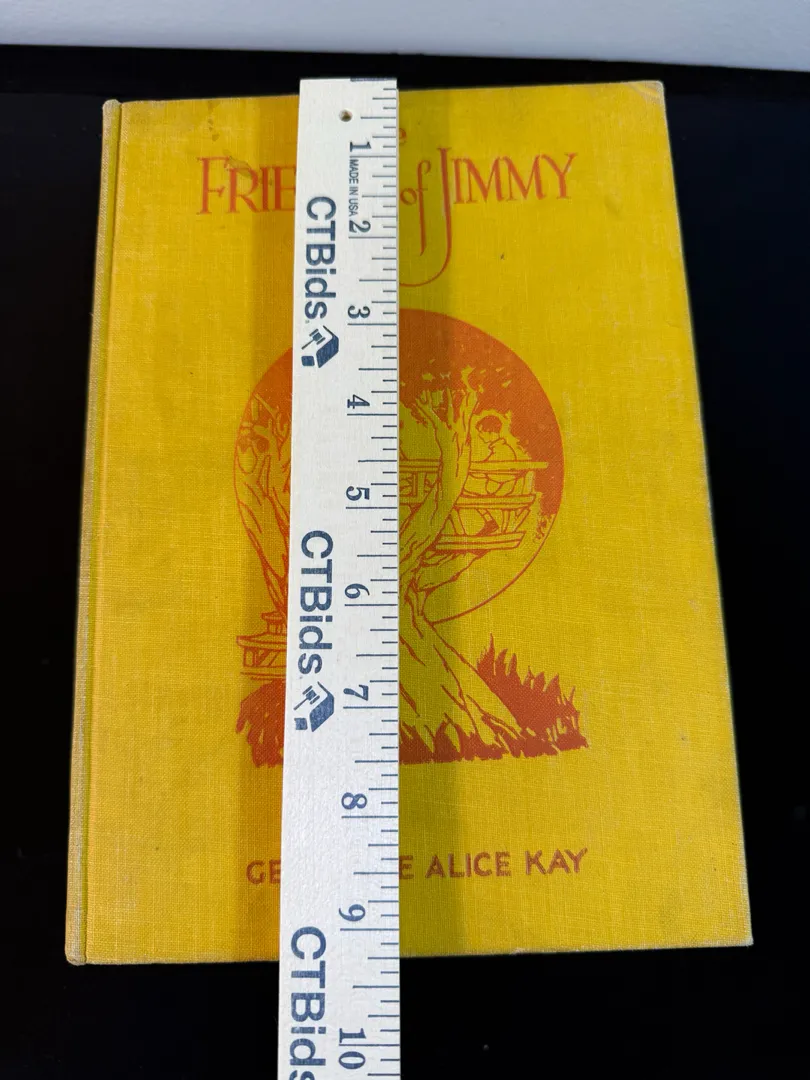 FRIE of JIMMY
GE E ALICE KAY
1 2 3 4 5 6 7 8 9 10
MADE IN USA
CTBids
CTBids
CTBids